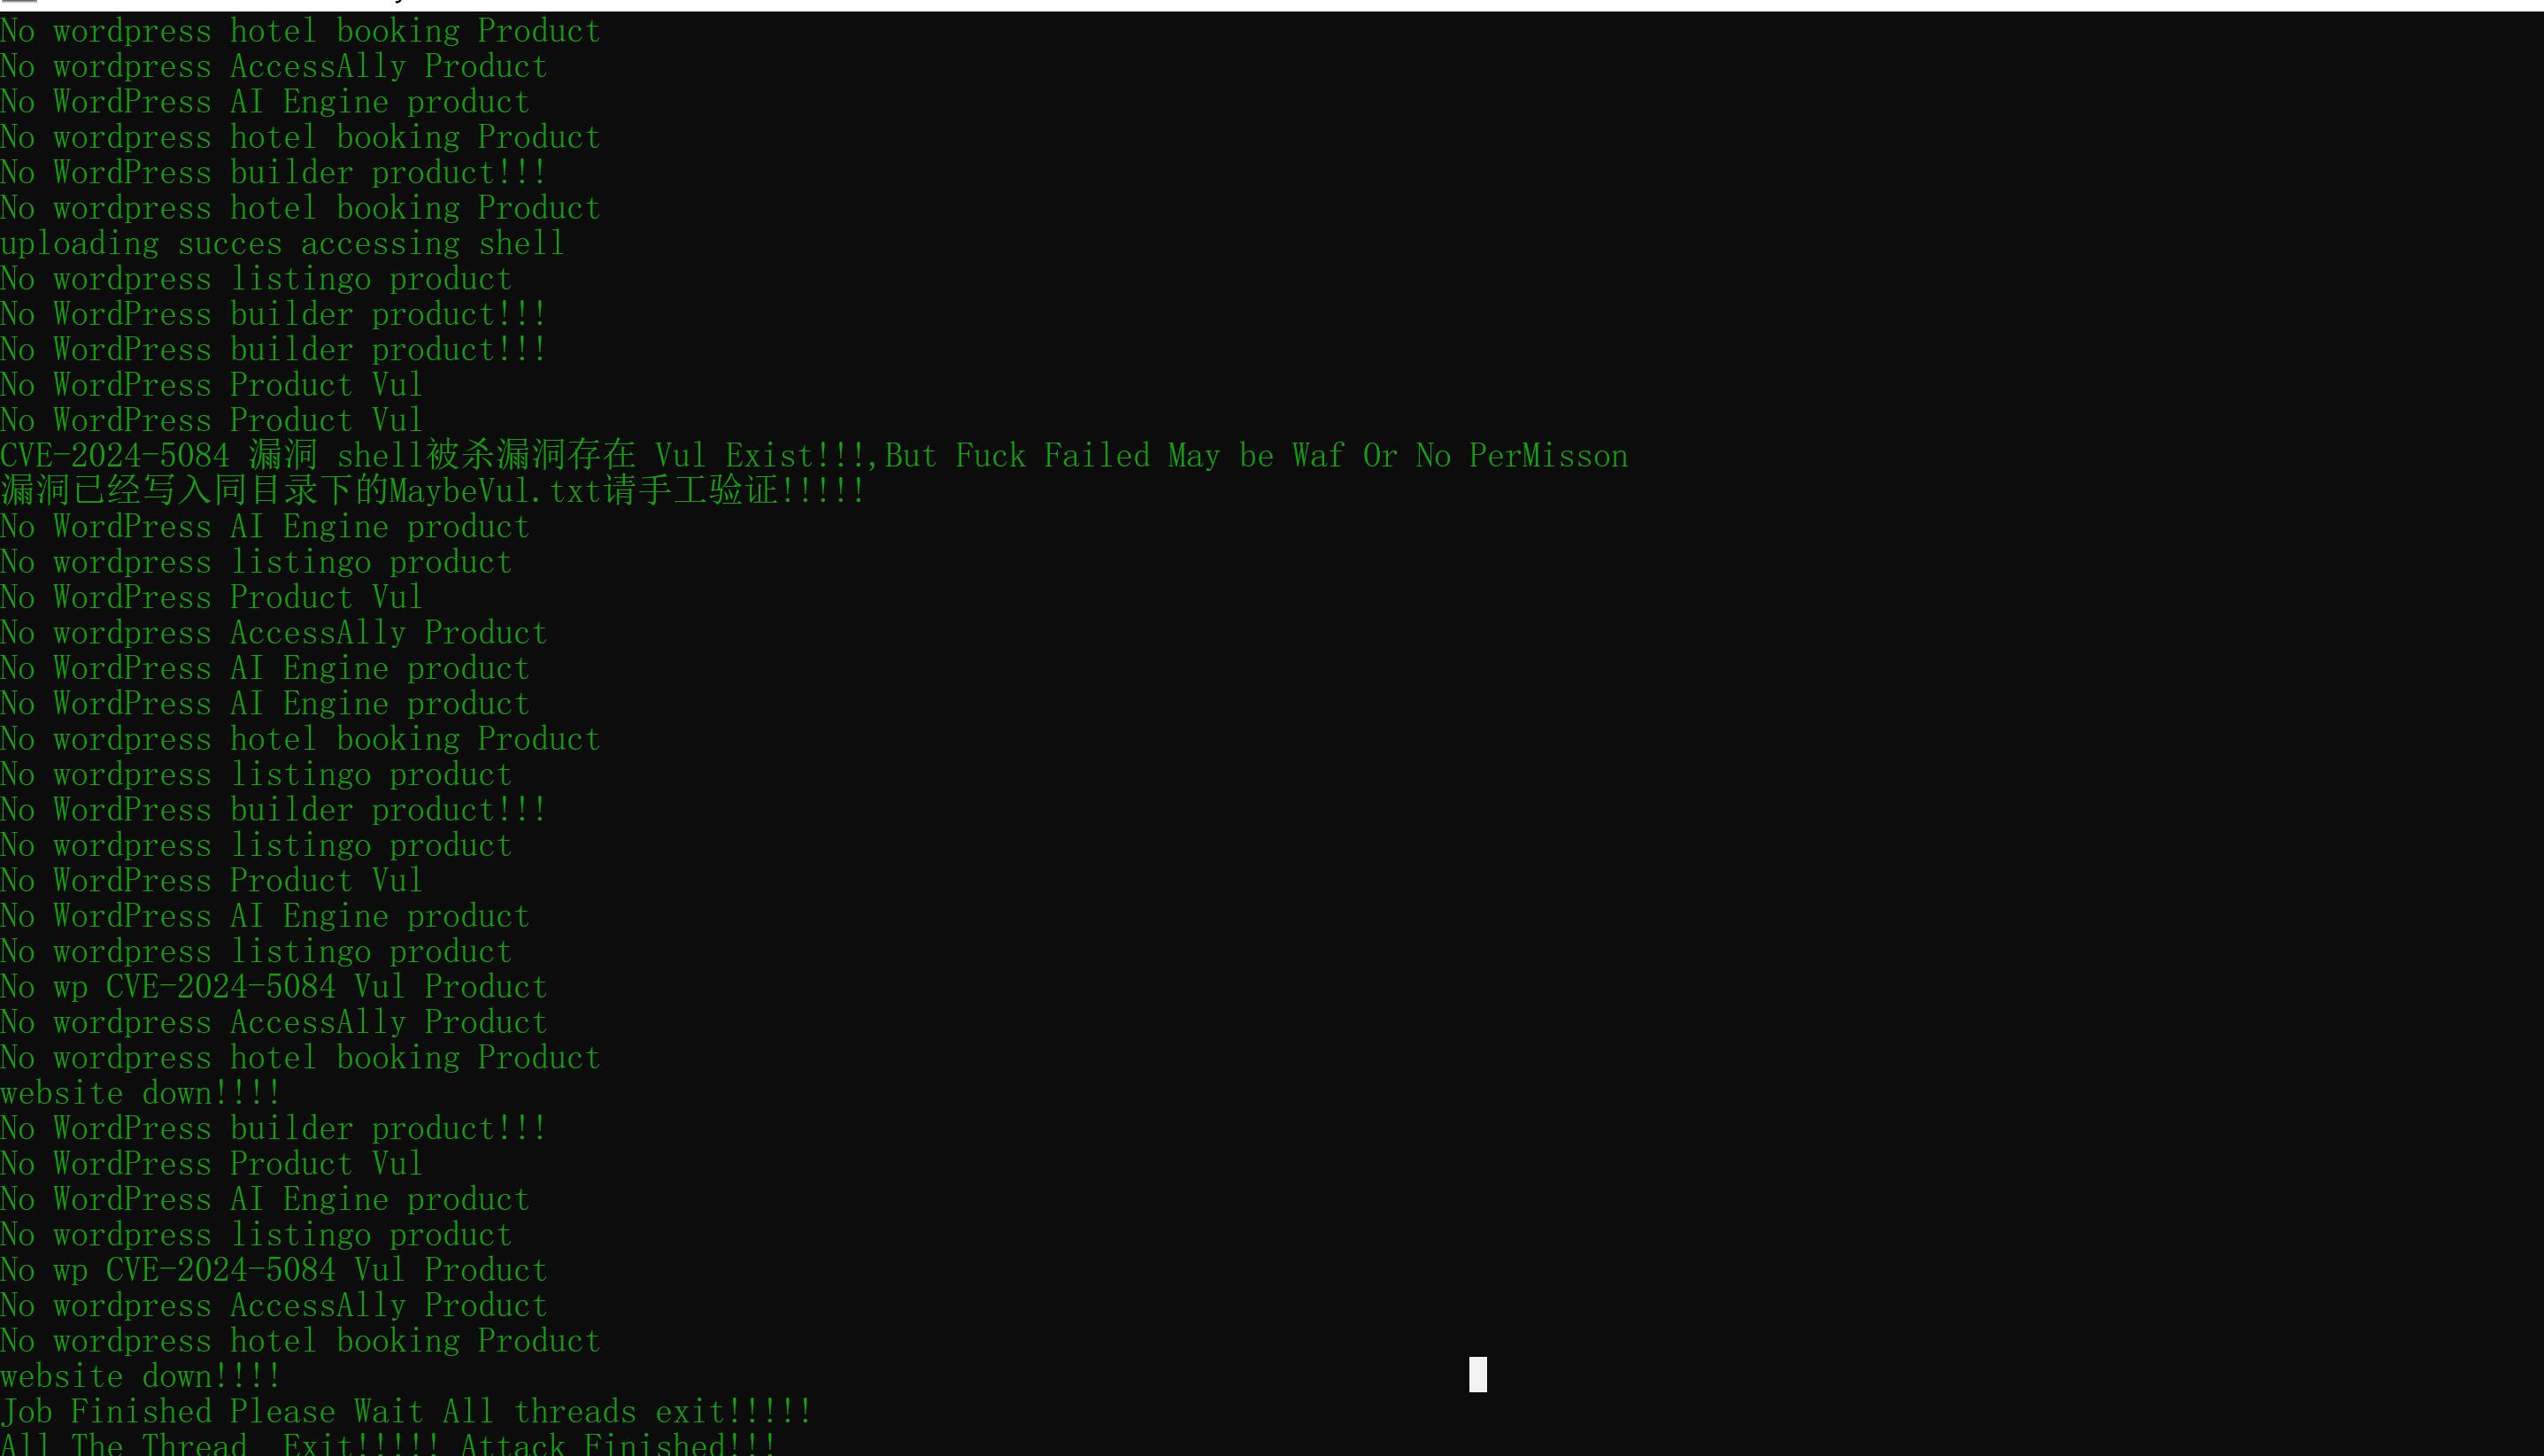 No wordpress hotel booking Product
No wordpress AccessAlly Product
No WordPress AI Engine product
No wordpress hotel booking Product
No WordPress builder product!!!
No wordpress hotel booking Product
uploading succes accessing shell
No wordpress listingo product
No WordPress builder product!!!
No WordPress builder product!!!
No WordPress Product Vul
No WordPress Product Vul
CVE-2024-5084 漏洞 shell被杀漏洞存在 Vul Exist!!!,But Fuck Failed May be Waf Or No PerMisson
漏洞已经写入同目录下的MaybeVul.txt请手工验证!!!!!
No WordPress AI Engine product
No wordpress listingo product
No WordPress Product Vul
No wordpress AccessAlly Product
No WordPress AI Engine product
No WordPress AI Engine product
No wordpress hotel booking Product
No wordpress listingo product
No WordPress builder product!!!
No wordpress listingo product
No WordPress Product Vul
No WordPress AI Engine product
No wordpress listingo product
No wp CVE-2024-5084 Vul Product
No wordpress AccessAlly Product
No wordpress hotel booking Product
website down!!!!
No WordPress builder product!!!
No WordPress Product Vul
No WordPress AI Engine product
No wordpress listingo product
No wp CVE-2024-5084 Vul Product
No wordpress AccessAlly Product
No wordpress hotel booking Product
website down!!!!
Job Finished Please Wait All threads exit!!!!!
All The Thread  Exit!!!!! Attack Finished!!!